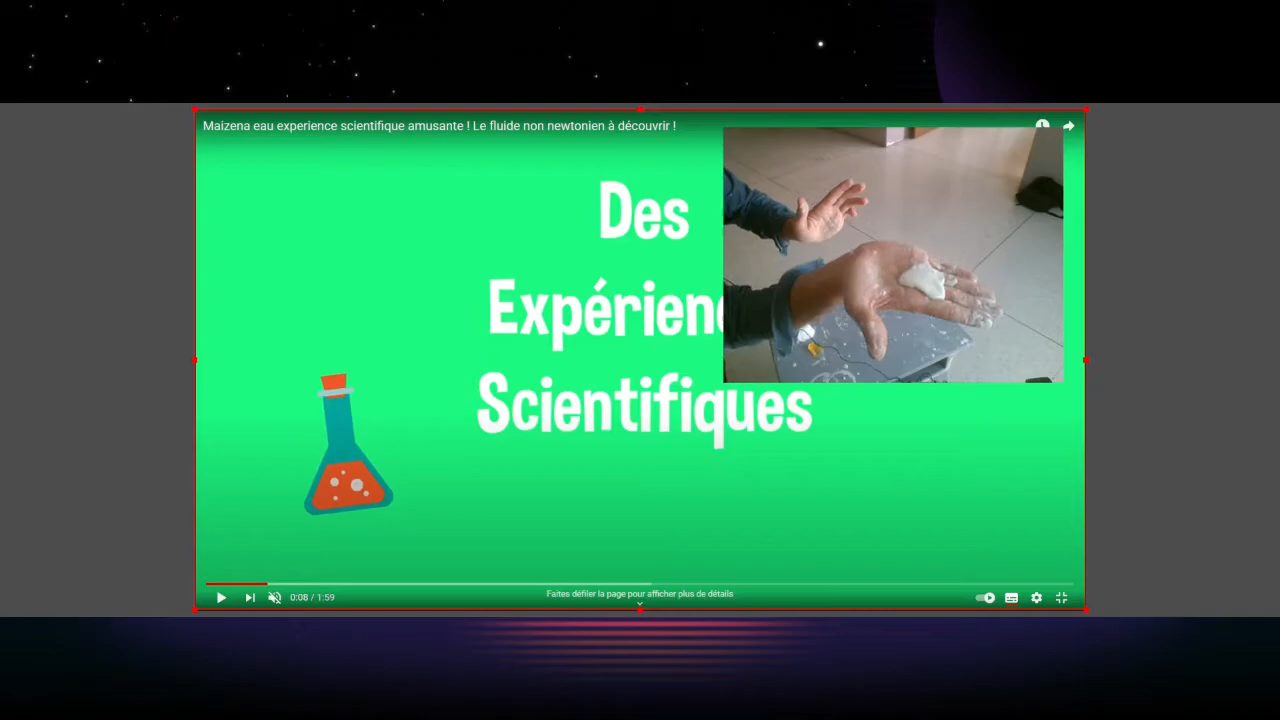 Maizena eau experience scientifique amusante ! Le fluide non newtonien à découvrir !
Des
Expérienc
Scientifiques
0:08 / 1:59
Faites défiler la page pour afficher plus de détails